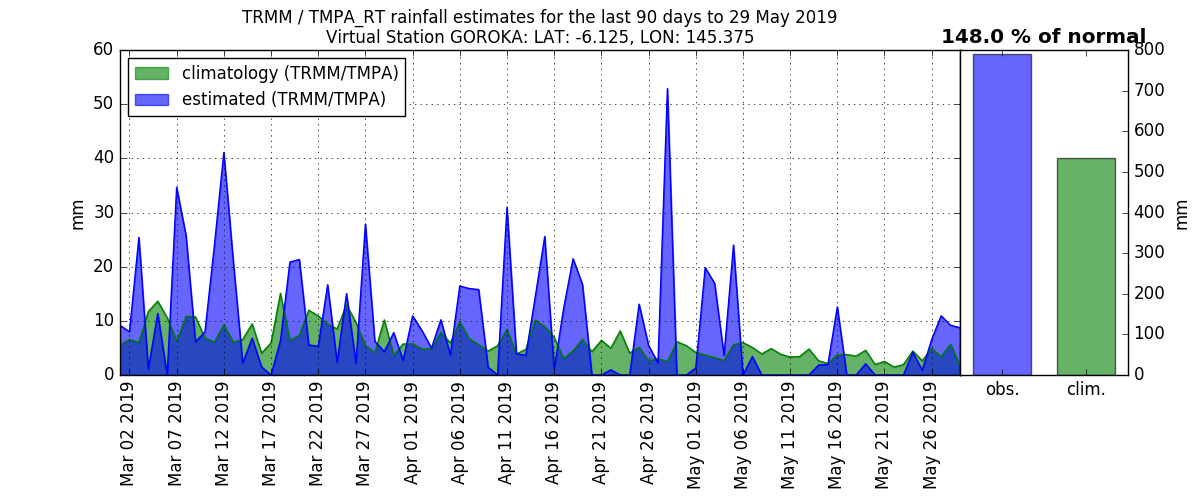 TRMM / TMPA_RT rainfall estimates for the last 90 days to 29 May 2019
Virtual Station GOROKA: LAT: -6.125, LON: 145.375
148.0 % of normal
climatology (TRMM/TMPA)
estimated (TRMM/TMPA)
60
50
40
30
20
10
0
mm
800
700
600
500
400
300
200
100
0
mm
Mar 02 2019
Mar 07 2019
Mar 12 2019
Mar 17 2019
Mar 22 2019
Mar 27 2019
Apr 01 2019
Apr 06 2019
Apr 11 2019
Apr 16 2019
Apr 21 2019
Apr 26 2019
May 01 2019
May 06 2019
May 11 2019
May 16 2019
May 21 2019
May 26 2019
obs.
clim.